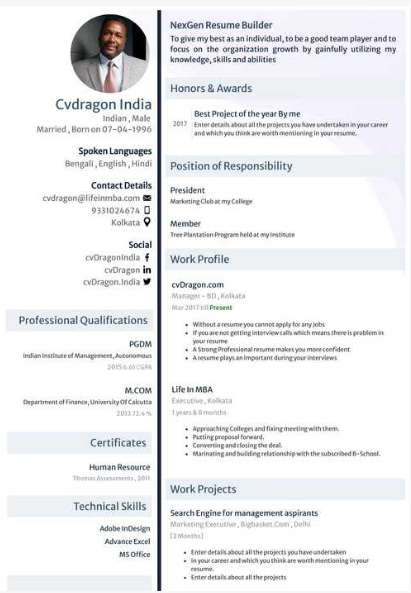 Cvdragon India
Indian , Male
Married , Born on 07-04-1996
Spoken Languages
Bengali , English , Hindi
Contact Details
cvdragon@lifeinmba.com
9331024674
Kolkata
Social
cvDragonIndia
cvDragon
cvDragon.India
Professional Qualifications
PGDM
Indian Institute of Management, Autonomous
2015 6.61 CGPA
M.COM
Department of Finance, University Of Calcutta
2013 72.4 %
Certificates
Human Resource
Thomas Assessments , 2011
Technical Skills
Adobe InDesign
Advance Excel
MS Office
NexGen Resume Builder
To give my best as an individual, to be a good team player and to
focus on the organization growth by gainfully utilizing my
knowledge, skills and abilities
Honors & Awards
2017
Best Project of the year By me
Enter details about all the projects you have undertaken in your career
and which you think are worth mentioning in your resume.
Position of Responsibility
President
Marketing Club at my College
Member
Tree Plantation Program held at my Institute
Work Profile
cvDragon.com
Manager - BD , Kolkata
Mar 2017 till Present
Without a resume you cannot apply for any jobs
If you are not getting interview calls which means there is problem in
your resume
A Strong Professional resume makes you more confident
A resume plays an important during your interviews
Life In MBA
Executive , Kolkata
1 years & 8 months
Approaching Colleges and fixing meeting with them.
Putting proposal forward.
Converting and closing the deal.
Marinating and building relationship with the subscribed B-School.
Work Projects
Search Engine for management aspirants
Marketing Executive , Bigbasket.Com , Delhi
(2 Months)
Enter details about all the projects you have undertaken
In your career and which you think are worth mentioning in your
resume.
Enter details about all the projects